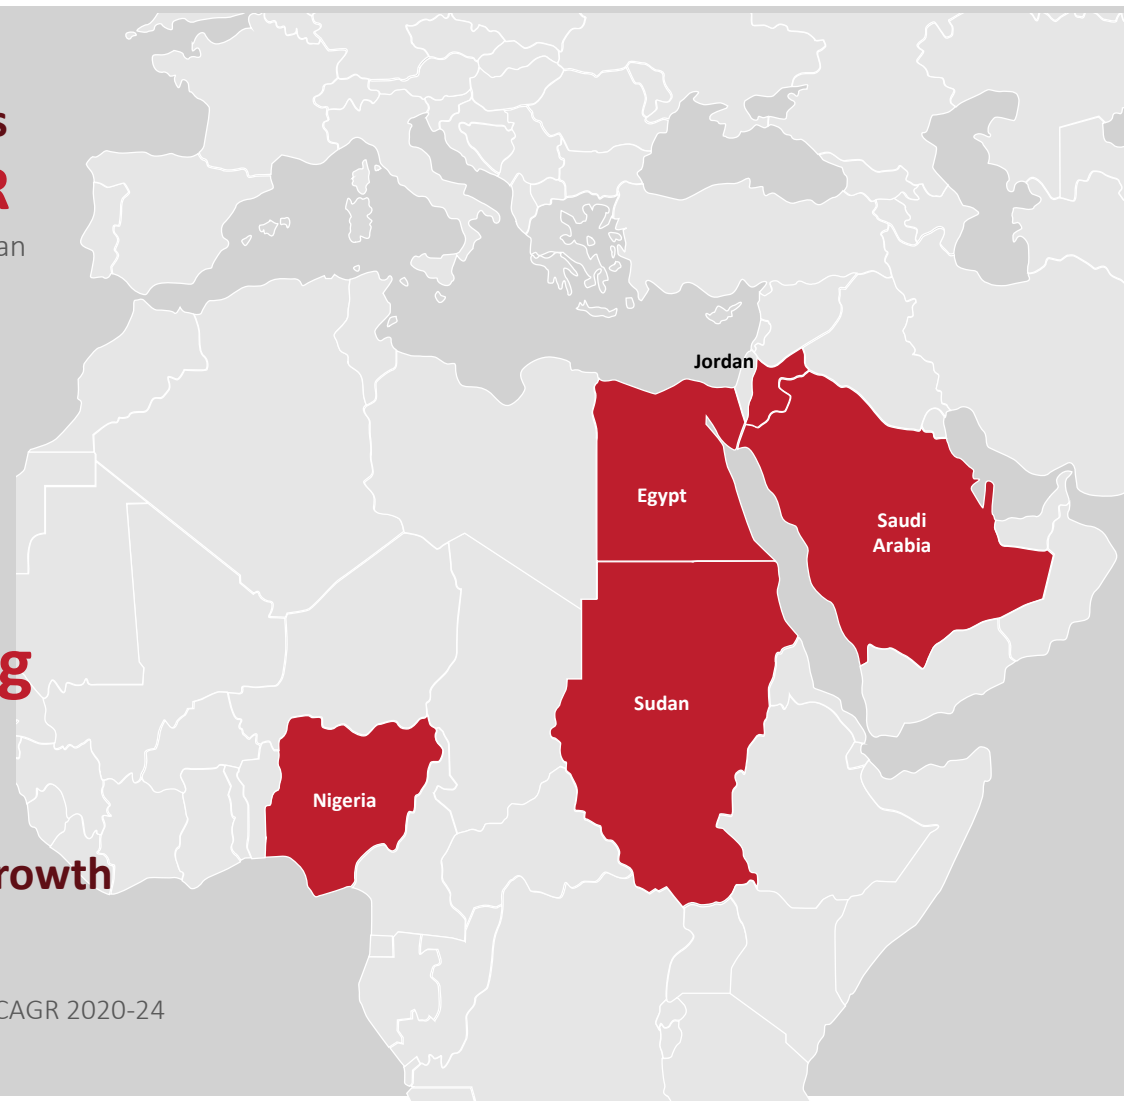 s
R
an
Jordan
Egypt
Saudi
Arabia
g
Sudan
Nigeria
rowth
CAGR 2020-24